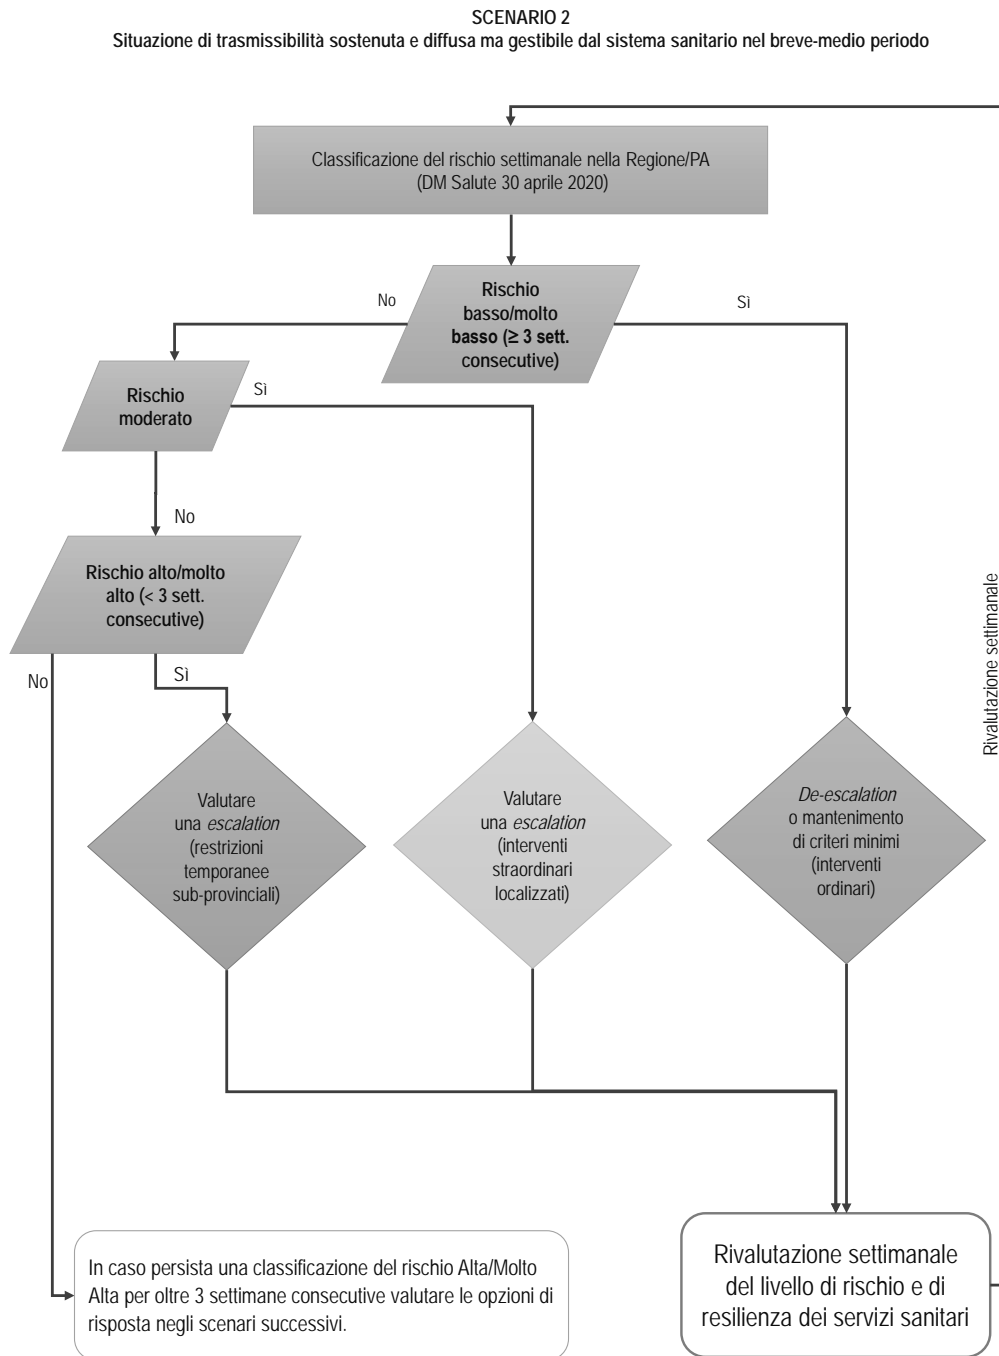 SCENARIO 2
Situazione di trasmissibilità sostenuta e diffusa ma gestibile dal sistema sanitario nel breve-medio periodo
Classificazione del rischio settimanale nella Regione/PA
(DM Salute 30 aprile 2020)
Rischio
basso/molto
basso (≥ 3 sett.
consecutive)
No
Sì
Rischio
moderato
Sì
No
Rischio alto/molto
alto (< 3 sett.
consecutive)
No
Sì
Rivalutazione settimanale
Valutare
una escalation
(restrizioni
temporanee
sub-provinciali)
Valutare
una escalation
(interventi
straordinari
localizzati)
De-escalation
o mantenimento
di criteri minimi
(interventi
ordinari)
In caso persista una classificazione del rischio Alta/Molto
Alta per oltre 3 settimane consecutive valutare le opzioni di
risposta negli scenari successivi.
Rivalutazione settimanale
del livello di rischio e di
resilienza dei servizi sanitari